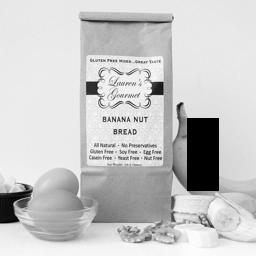 Gluten Free Mixes...Great Taste
Lauren's
Gourmet
BANANA NUT
BREAD
All Natural • No Preservatives
Gluten Free • Soy Free • Egg Free
Casein Free • Yeast Free • Nut Free